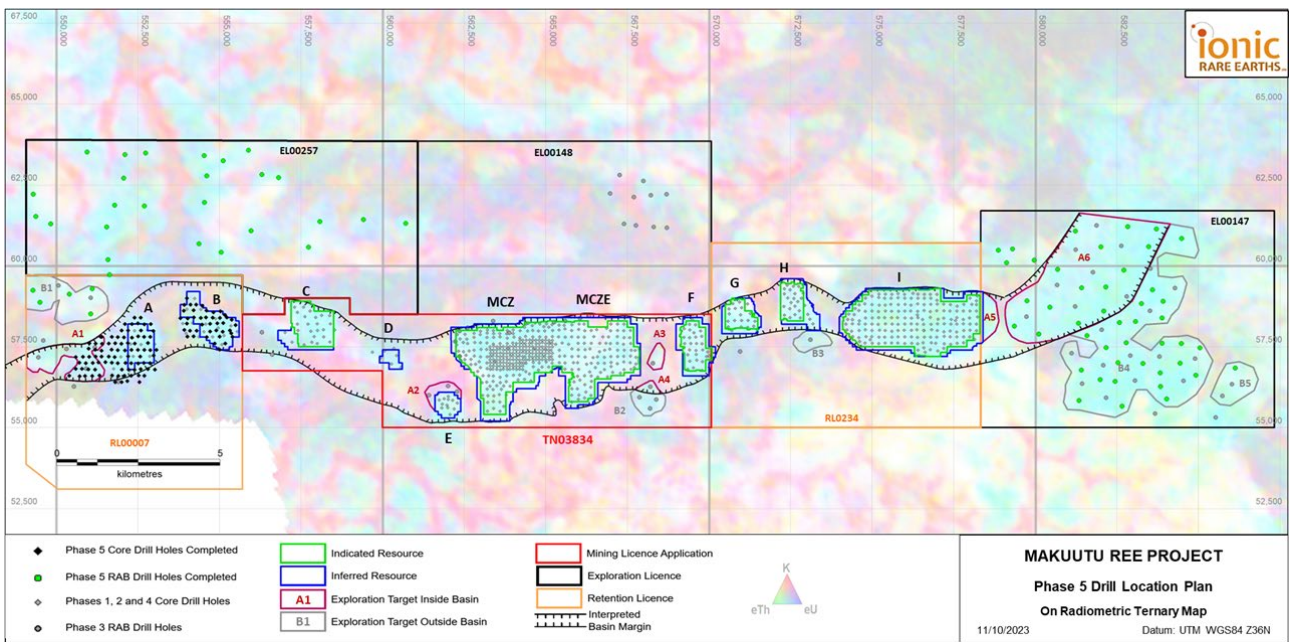 67,500
550,000
552,500
555,000
557,500
560,000
562,500
565,000
567,500
570,000
572,500
575,000
577,500
580,000
582,500
67,500
ionic
RARE EARTHS
65,000
65,000
EL00257
EL00148
62,500
62,500
EL00147
60,000
60,000
B1
A
B
C
D
MCZ
MCZE
F
G
H
I
A6
A1
A3
A5
57,500
57,500
B3
B4
A2
A4
B5
B2
E
55,000
55,000
RL00007
TN03834
RL0234
0
5
kilometres
52,500
52,500
Phase 5 Core Drill Holes Completed
Phase 5 RAB Drill Holes Completed
Phases 1, 2 and 4 Core Drill Holes
Phase 3 RAB Drill Holes
Indicated Resource
Inferred Resource
A1 Exploration Target Inside Basin
B1 Exploration Target Outside Basin
Mining Licence Application
Exploration Licence
Retention Licence
Interpreted
Basin Margin
K
eTh
eU
MAKUUTU REE PROJECT
Phase 5 Drill Location Plan
On Radiometric Ternary Map
11/10/2023
Datum: UTM WGS84 Z36N